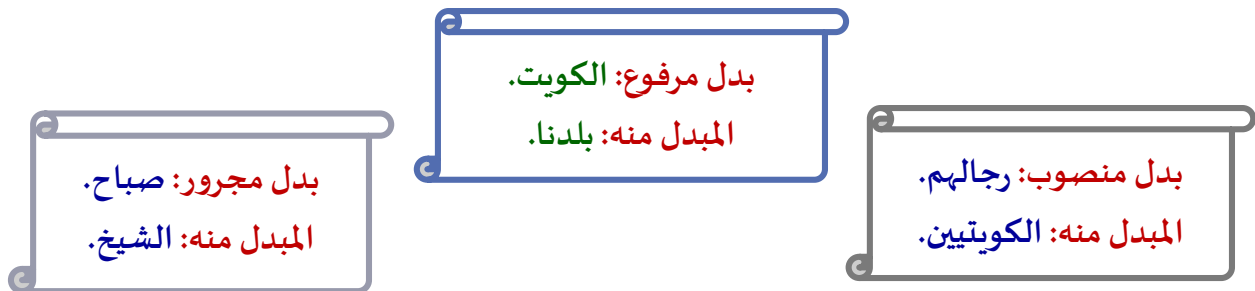 بدل مرفوع: الكويت.
المبدل منه: بلدنا.
بدل منصوب: رجالهم.
المبدل منه: الكويتيين.
بدل مجرور: صباح.
المبدل منه: الشيخ.